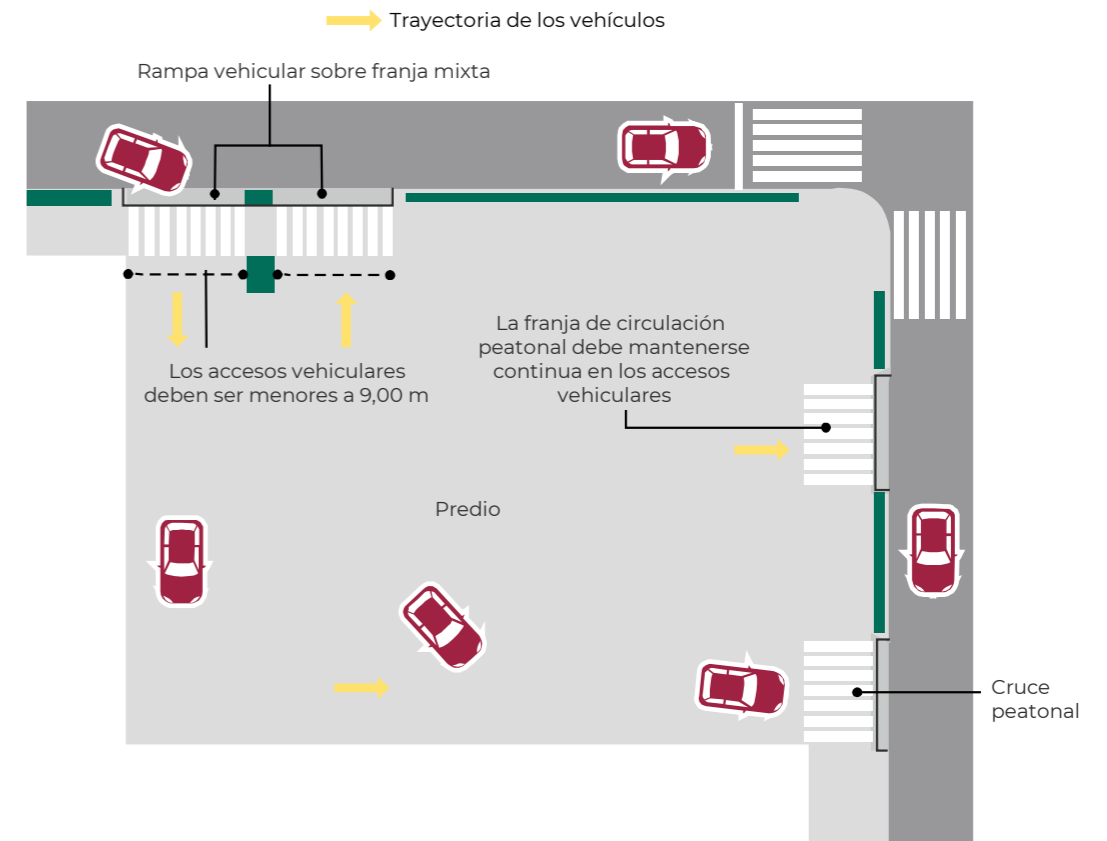 Trayectoria de los vehículos
Rampa vehicular sobre franja mixta
La franja de circulación
peatonal debe mantenerse
continua en los accesos
vehiculares
Los accesos vehiculares
deben ser menores a 9,00 m
Predio
Cruce
peatonal